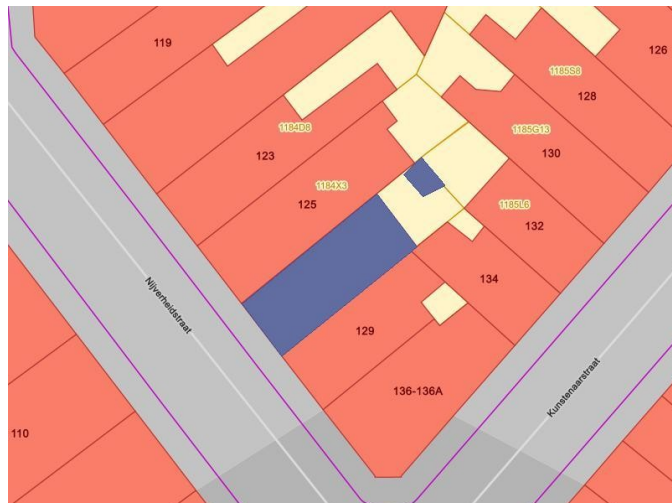 119
126
1185S8
128
1184D8
1185G13
123
130
1184X3
125
1185L6
132
134
Nijverheidstraat
129
Kunstenaarstraat
136-136A
110